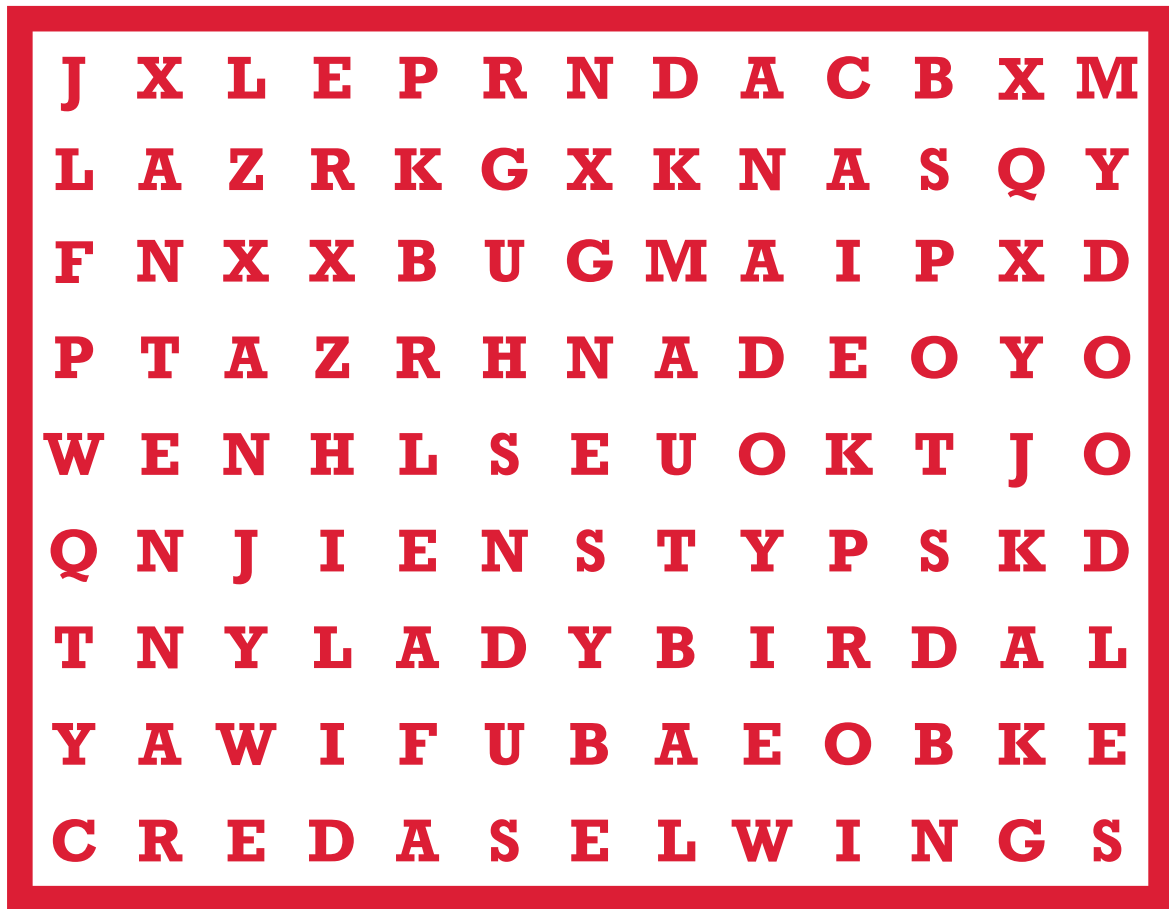 J X L E P R N D A C B X M
L A Z R K G X K N A S Q Y
F N X X B U G M A I P X D
P T A Z R H N A D E O Y O
W E N H L S E U O K T J O
Q N J I E N S T Y P S K D
T N Y L A D Y B I R D A L
Y A W I F U B A E O B K E
C R E D A S E L W I N G S